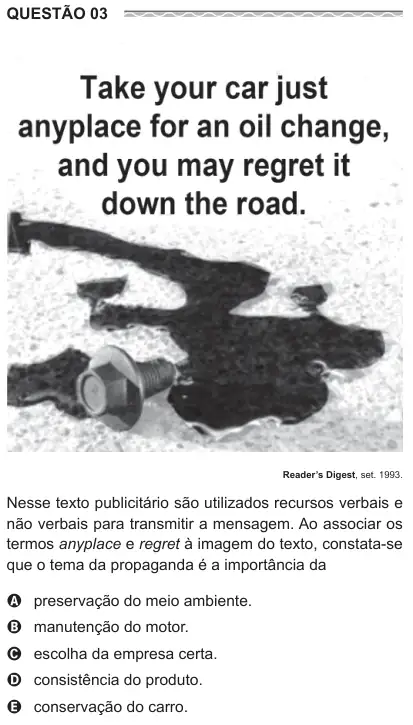 QUESTÃO 03
Take your car just
anyplace for an oil change,
and you may regret it
down the road.
Reader's Digest, set. 1993.
Nesse texto publicitário são utilizados recursos verbais e
não verbais para transmitir a mensagem. Ao associar os
termos anyplace e regret à imagem do texto, constata-se
que o tema da propaganda é a importância da
A preservação do meio ambiente.
B manutenção do motor.
C escolha da empresa certa.
D consistência do produto.
E conservação do carro.